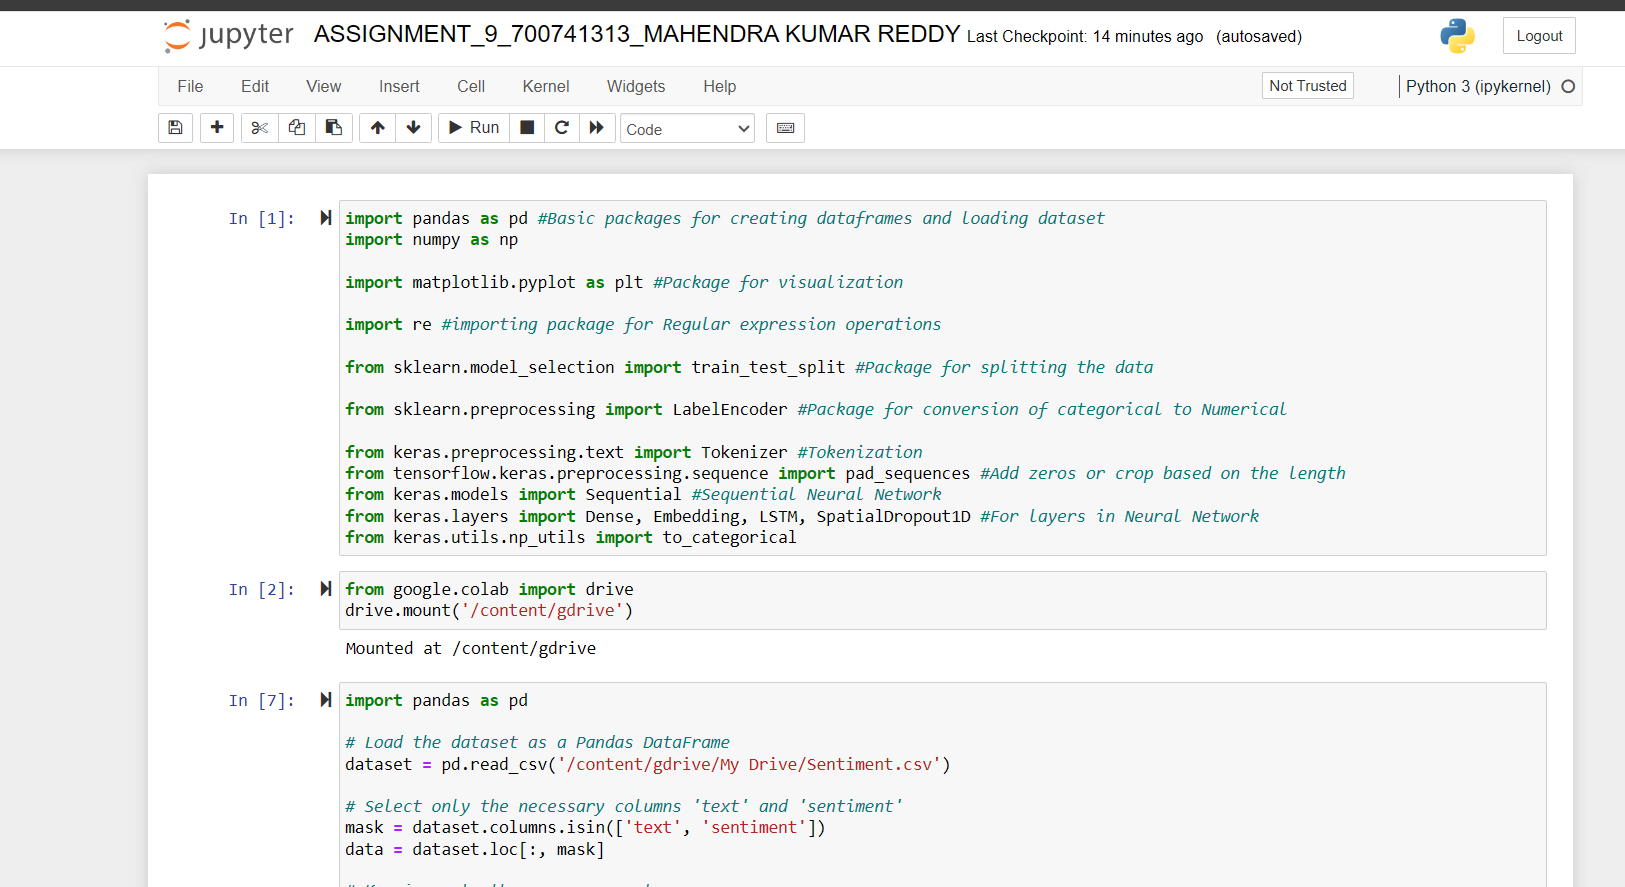 jupyter ASSIGNMENT_9_700741313_MAHENDRA KUMAR REDDY Last Checkpoint: 14 minutes ago (autosaved) Logout
File Edit View Insert Cell Kernel Widgets Help Not Trusted Python 3 (ipykernel)
Run Code
In [1]: import pandas as pd #Basic packages for creating dataframes and loading dataset
import numpy as np
import matplotlib.pyplot as plt #Package for visualization
import re #importing package for Regular expression operations
from sklearn.model_selection import train_test_split #Package for splitting the data
from sklearn.preprocessing import LabelEncoder #Package for conversion of categorical to Numerical
from keras.preprocessing.text import Tokenizer #Tokenization
from tensorflow.keras.preprocessing.sequence import pad_sequences #Add zeros or crop based on the length
from keras.models import Sequential #Sequential Neural Network
from keras.layers import Dense, Embedding, LSTM, SpatialDropout1D #For layers in Neural Network
from keras.utils.np_utils import to_categorical
In [2]: from google.colab import drive
drive.mount('/content/gdrive')
Mounted at /content/gdrive
In [7]: import pandas as pd
# Load the dataset as a Pandas DataFrame
dataset = pd.read_csv('/content/gdrive/My Drive/Sentiment.csv')
# Select only the necessary columns 'text' and 'sentiment'
mask = dataset.columns.isin(['text', 'sentiment'])
data = dataset.loc[:, mask]